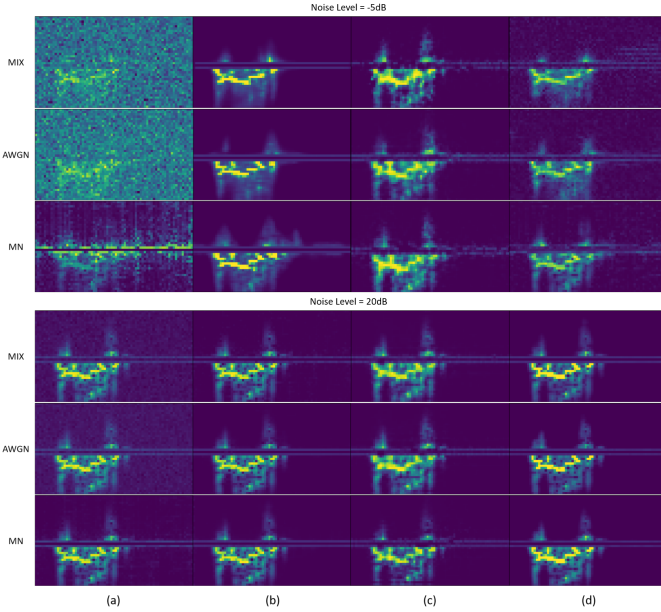 Noise Level = -5dB
MIX
AWGN
MN
Noise Level = 20dB
MIX
AWGN
MN
(a) (b) (c) (d)